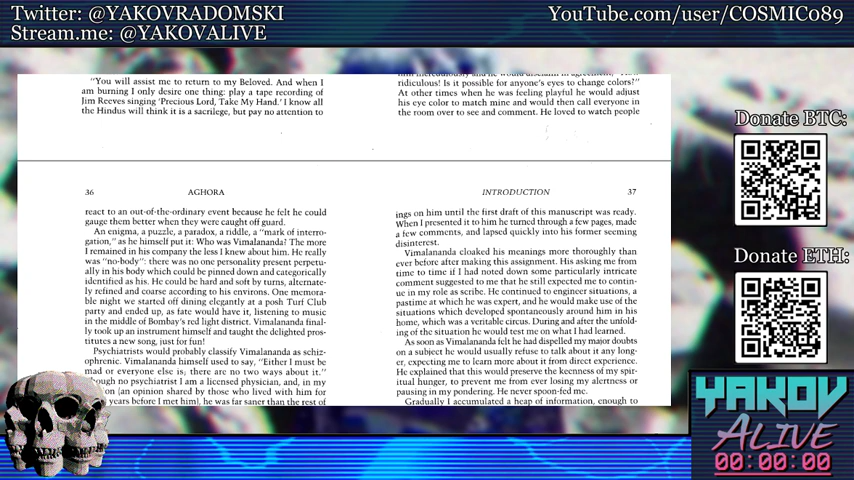 Twitter: @YAKOVRADOMSKI
Stream.me: @YAKOVALIVE
YouTube.com/user/COSMIC089
"You will assist me to return to my Beloved. And when I
am burning I only desire one thing: play a tape recording of
Jim Reeves singing 'Precious Lord, Take My Hand.' I know all
the Hindus will think it is a sacrilege, but pay no attention to
ridiculous! Is it possible for anyone's eyes to change colors?"
At other times when he was feeling playful he would adjust
his eye color to match mine and would then call everyone in
the room over to see and comment. He loved to watch people
36 AGHORA
react to an out-of-the-ordinary event because he felt he could
gauge them better when they were caught off guard.
An enigma, a puzzle, a paradox, a riddle, a "mark of interro-
gation," as he himself put it: Who was Vimalananda? The more
I remained in his company the less I knew about him. He really
was "no-body": there was no one personality present perpetu-
ally in his body which could be pinned down and categorically
identified as his. He could be hard and soft by turns, alternate-
ly refined and coarse according to his environs. One memora-
ble night we started off dining elegantly at a posh Turf Club
party and ended up, as fate would have it, listening to music
in the middle of Bombay's red light district. Vimalananda final-
ly took up an instrument himself and taught the delighted pros-
titutes a new song, just for fun!
Psychiatrists would probably classify Vimalananda as schiz-
ophrenic. Vimalananda himself used to say, "Either I must be
mad or everyone else is; there are no two ways about it."
though no psychiatrist I am a licensed physician, and, in my
on (an opinion shared by those who lived with him for
years before I met him), he was far saner than the rest of
INTRODUCTION 37
ings on him until the first draft of this manuscript was ready.
When I presented it to him he turned through a few pages, made
a few comments, and lapsed quickly into his former seeming
disinterest.
Vimalananda cloaked his meanings more thoroughly than
ever before after making this assignment. His asking me from
time to time if I had noted down some particularly intricate
comment suggested to me that he still expected me to contin-
ue in my role as scribe. He continued to engineer situations, a
pastime at which he was expert, and he would make use of the
situations which developed spontaneously around him in his
home, which was a veritable circus. During and after the unfold-
ing of the situation he would test me on what I had learned.
As soon as Vimalananda felt he had dispelled my major doubts
on a subject he would usually refuse to talk about it any long-
er, expecting me to learn more about it from direct experience.
He explained that this would preserve the keenness of my spir-
itual hunger, to prevent me from ever losing my alertness or
pausing in my pondering. He never spoon-fed me.
Gradually I accumulated a heap of information, enough to
Donate BTC:
Donate ETH:
YAKOV
ALIVE
00:00:00